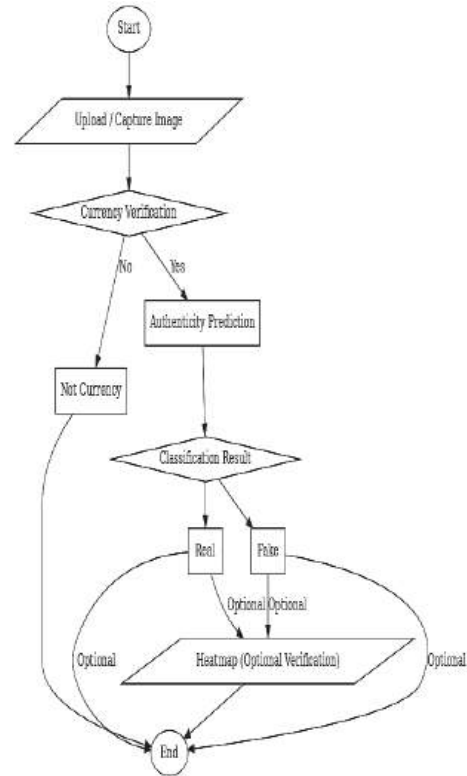 Start
Upload / Capture Image
Currency Verification
No
Yes
Authenticity Prediction
Not Currency
Classification Result
Real
Fake
Optional
Optional
Optional
Heatmap (Optional Verification)
Optional
End